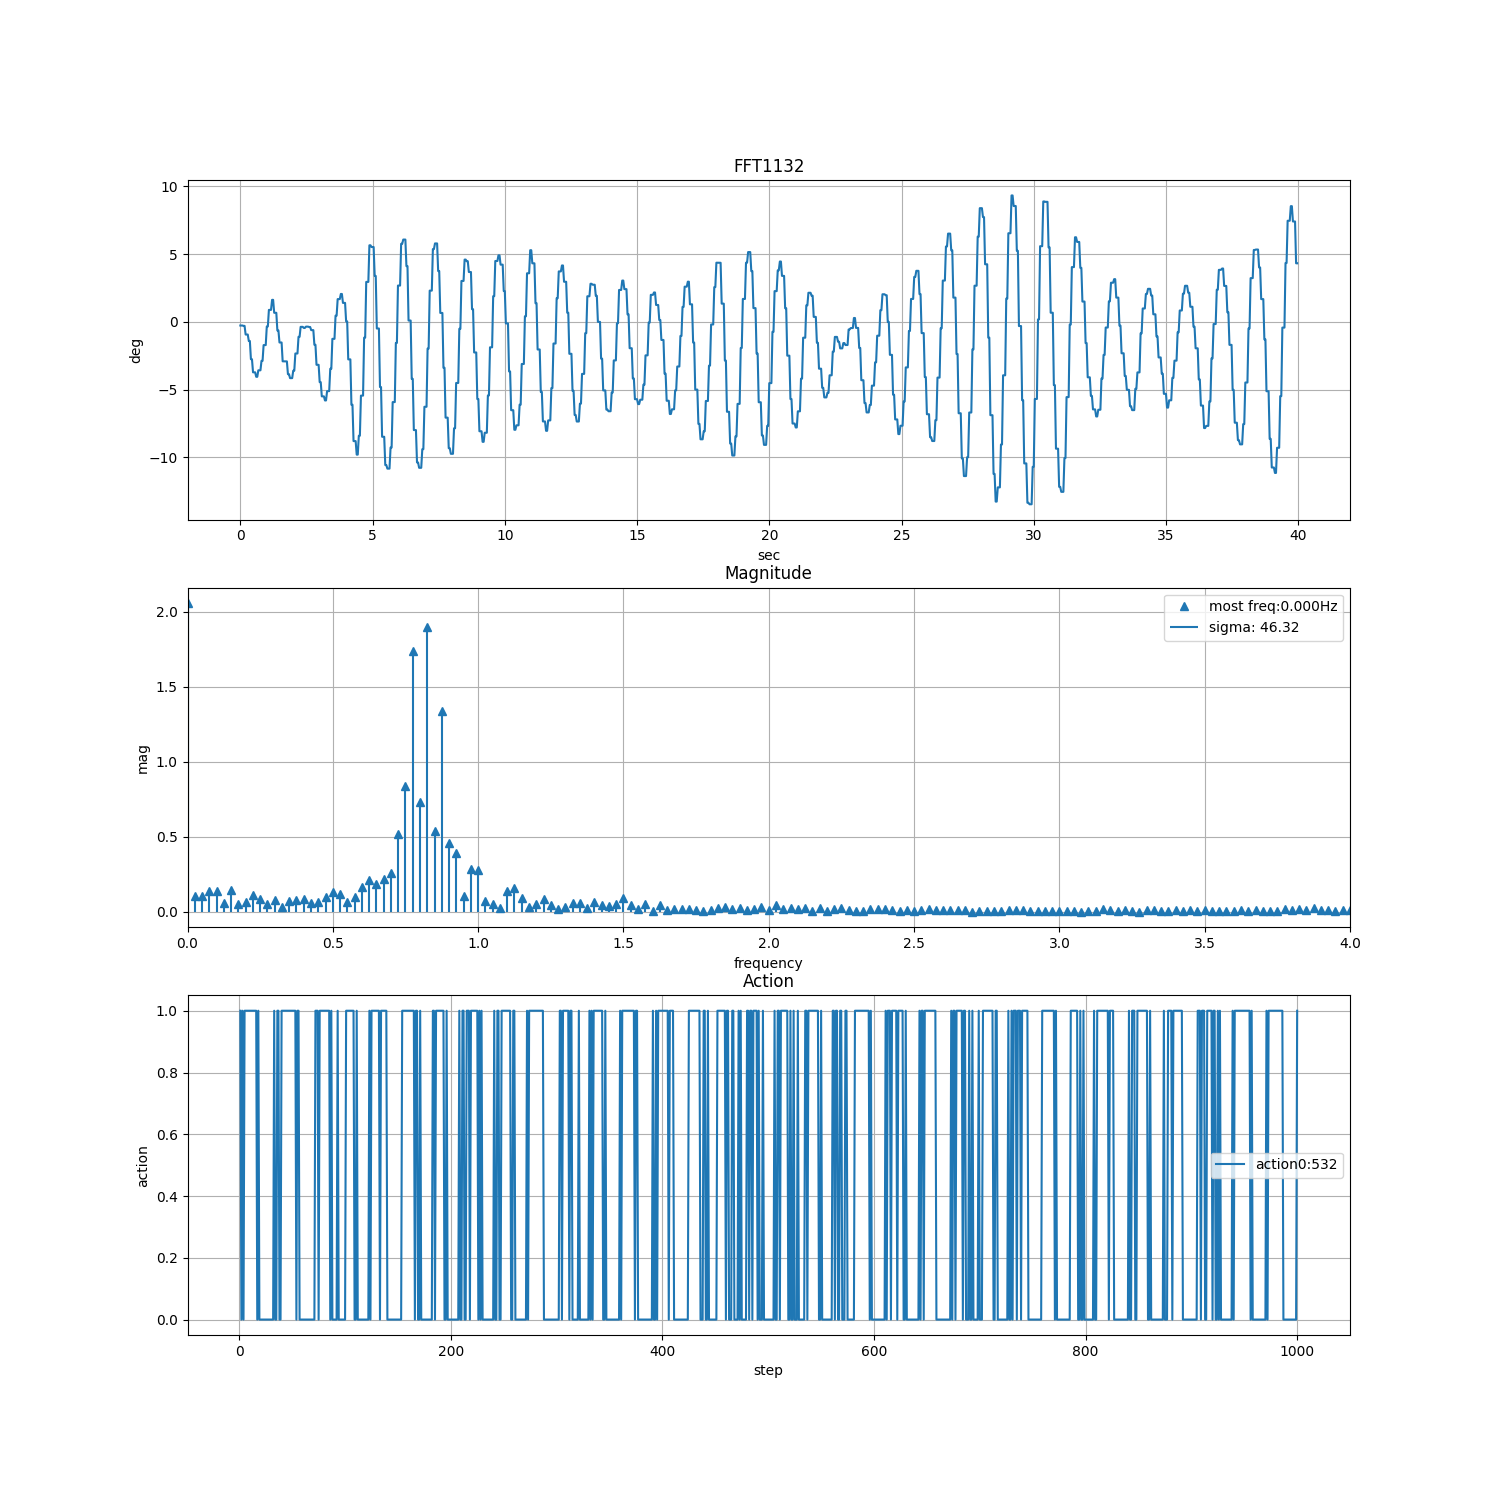 FFT1132
10
5
0
−5
−10
deg
0 5 10 15 20 25 30 35 40
sec
Magnitude
2.0
1.5
1.0
0.5
0.0
mag
most freq:0.000Hz
sigma: 46.32
0.0 0.5 1.0 1.5 2.0 2.5 3.0 3.5 4.0
frequency
Action
1.0
0.8
0.6
0.4
0.2
0.0
action
action0:532
0 200 400 600 800 1000
step